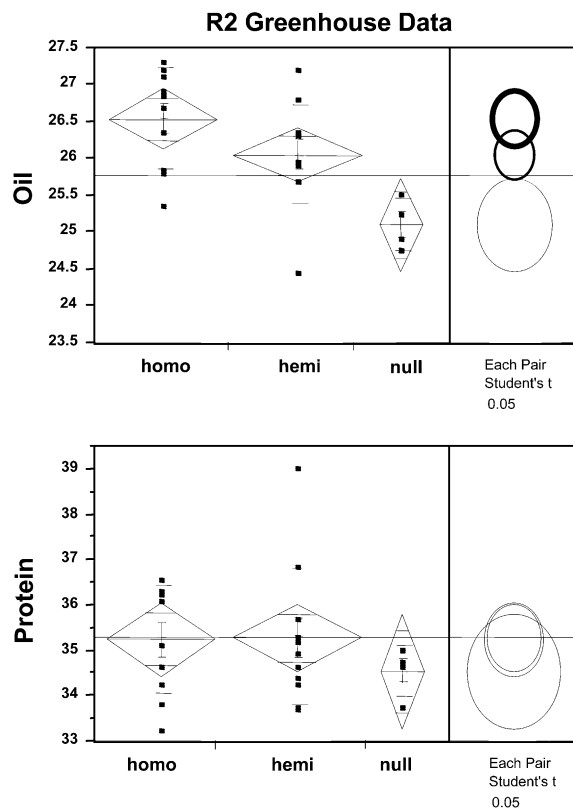 R2 Greenhouse Data
27.5
27
26.5
26
25.5
25
24.5
24
23.5
Oil
homo hemi null
Each Pair
Student's t
0.05
39
38
37
36
35
34
33
Protein
homo hemi null
Each Pair
Student's t
0.05